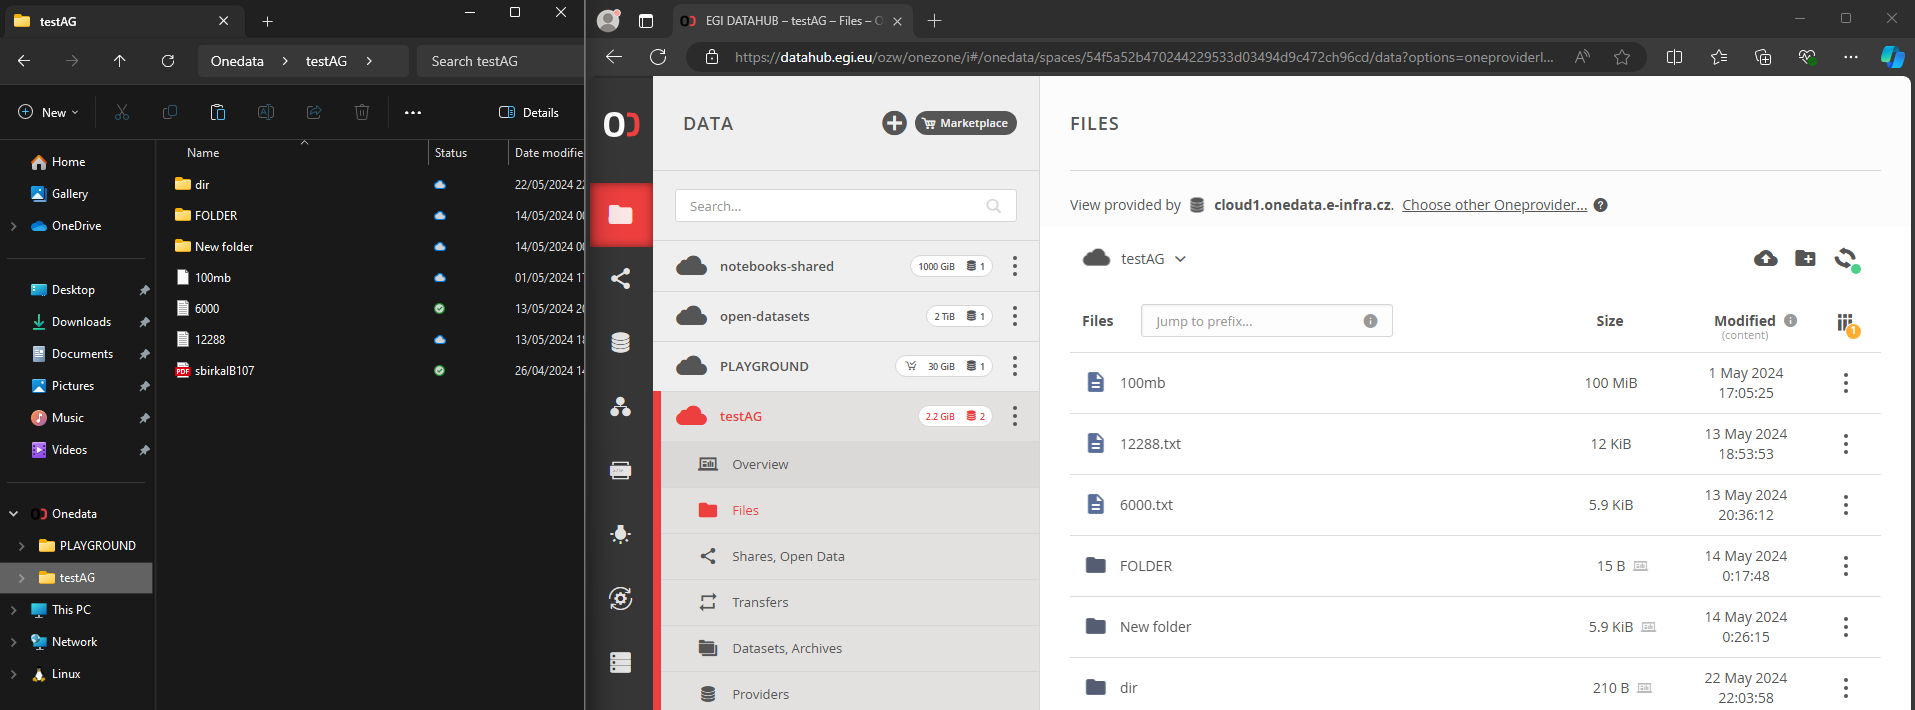 testAG
Onedata
testAG
Search testAG
New
Details
Home
Gallery
OneDrive
Desktop
Downloads
Documents
Pictures
Music
Videos
Onedata
PLAYGROUND
testAG
This PC
Network
Linux
Name Status Date modifie
dir 22/05/2024 22
FOLDER 14/05/2024 00
New folder 14/05/2024 00
100mb 01/05/2024 17
6000 13/05/2024 20
12288 13/05/2024 18
PDF sbirkaIB107 26/04/2024 14
EGI DATAHUB – testAG – Files – O
https://datahub.egi.eu/ozw/onezone/i#/onedata/spaces/54f5a52b470244229533d03494d9c472ch96cd/data?options=oneproviderI...
DATA
Marketplace
Search...
notebooks-shared 1000 GiB 1
open-datasets 2 TiB 1
PLAYGROUND 30 GiB 1
testAG 2.2 GiB 2
Overview
Files
Shares, Open Data
Transfers
Datasets, Archives
Providers
FILES
View provided by cloud1.onedata.e-infra.cz. Choose other Oneprovider... ?
testAG
Files Jump to prefix... Size Modified
(content)
1
100mb 100 MiB 1 May 2024
17:05:25
12288.txt 12 KiB 13 May 2024
18:53:53
6000.txt 5.9 KiB 13 May 2024
20:36:12
FOLDER 15 B 14 May 2024
0:17:48
New folder 5.9 KiB 14 May 2024
0:26:15
dir 210 B 22 May 2024
22:03:58